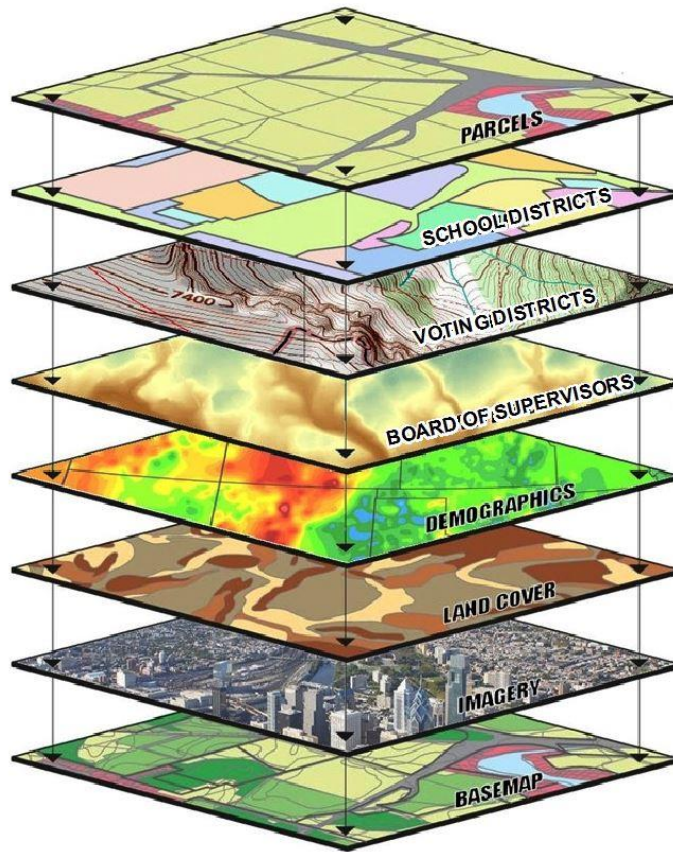 PARCELS
SCHOOL DISTRICTS
7400
VOTING DISTRICTS
BOARD OF SUPERVISORS
DEMOGRAPHICS
LAND COVER
IMAGERY
BASEMAP